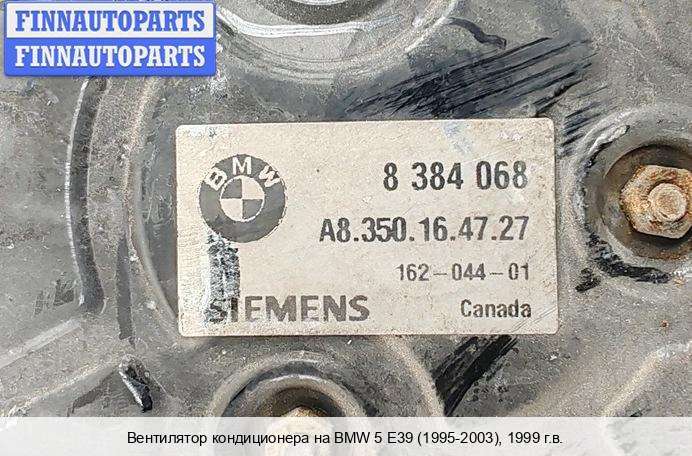 FINNAUTOPARTS
FINNAUTOPARTS
BMW
8 384 068
A8.350.16.47.27
162-044-01
SIEMENS
Canada
Вентилятор кондиционера на BMW 5 E39 (1995-2003), 1999 г.в.